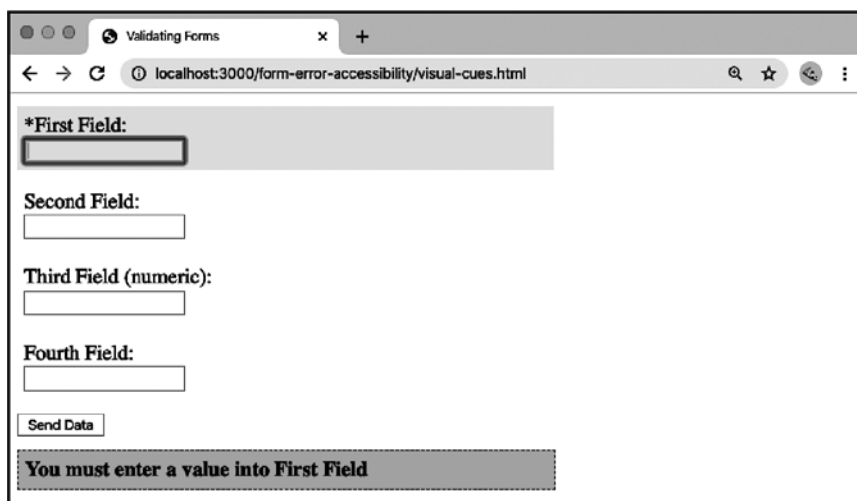 Validating Forms
localhost:3000/form-error-accessibility/visual-cues.html
*First Field:
Second Field:
Third Field (numeric):
Fourth Field:
Send Data
You must enter a value into First Field